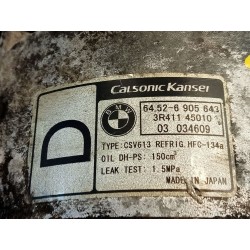 CALSONIC KANSEI
D
BMW
64.52-6 905 643
3R411 45010
03 034609
TYPE: CSV613 REFRIG. HFC-134a
OIL DH-PS: 150cm³
LEAK TEST: 1.5MPa
MADE IN JAPAN